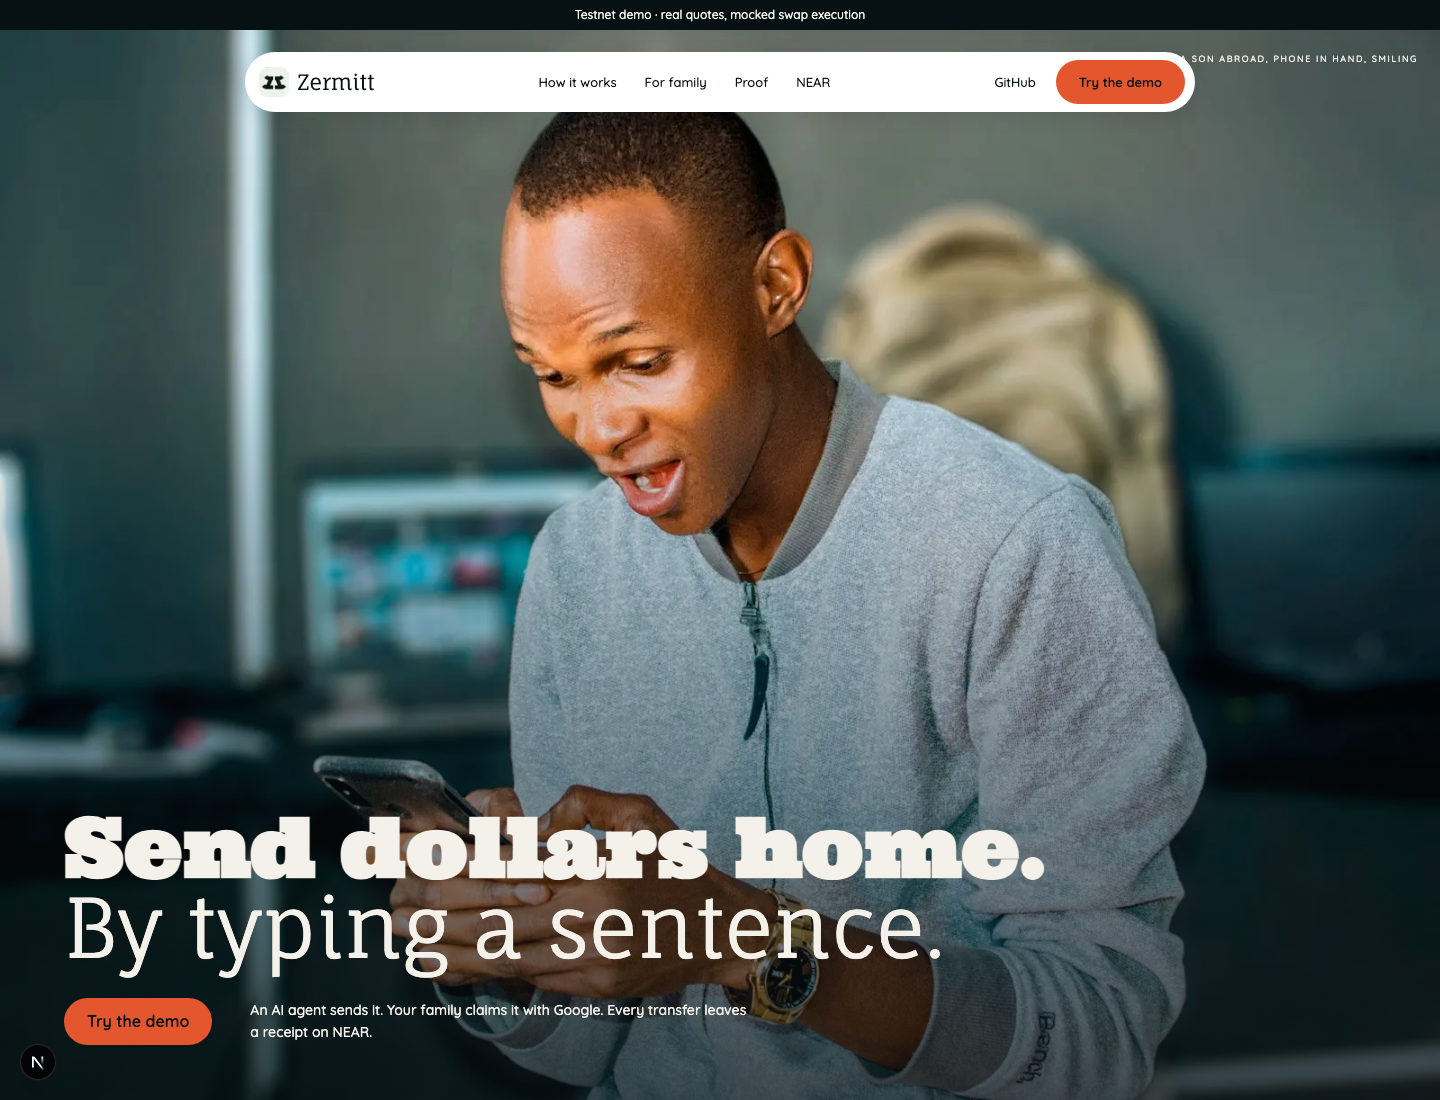 Testnet demo · real quotes, mocked swap execution
SON ABROAD, PHONE IN HAND, SMILING
Zermitt
How it works
For family
Proof
NEAR
GitHub
Try the demo
Send dollars home.
By typing a sentence.
Try the demo
An AI agent sends it. Your family claims it with Google. Every transfer leaves
a receipt on NEAR.
N
Bench.